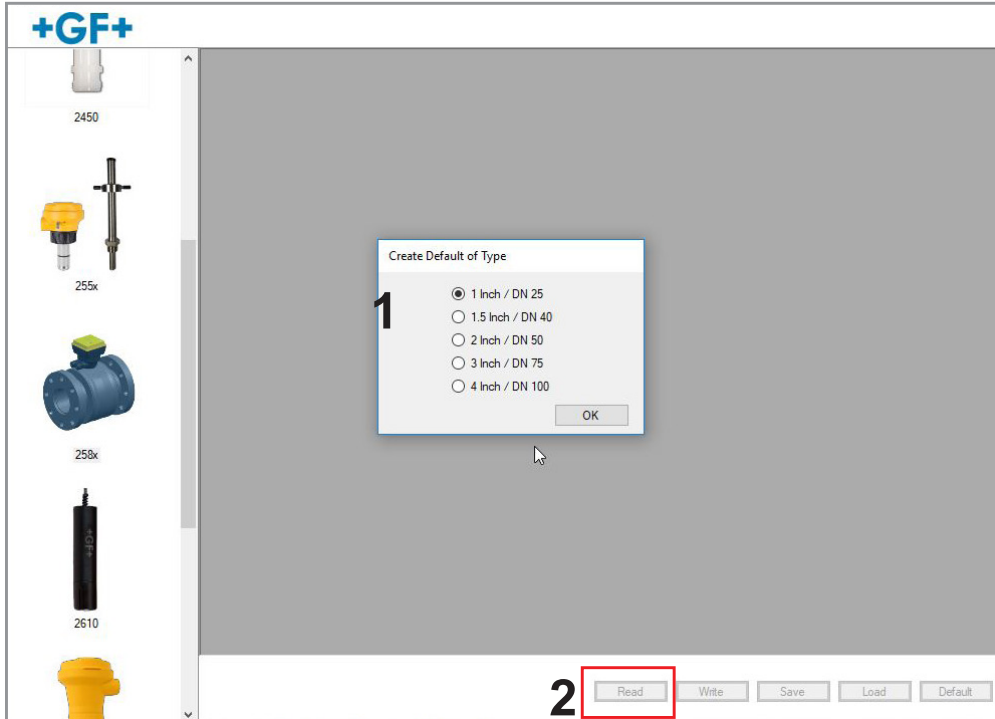 +GF+
2450
255x
258x
+GF+
2610
Create Default of Type
1
1 Inch / DN 25
1.5 Inch / DN 40
2 Inch / DN 50
3 Inch / DN 75
4 Inch / DN 100
OK
2
Read
Write
Save
Load
Default